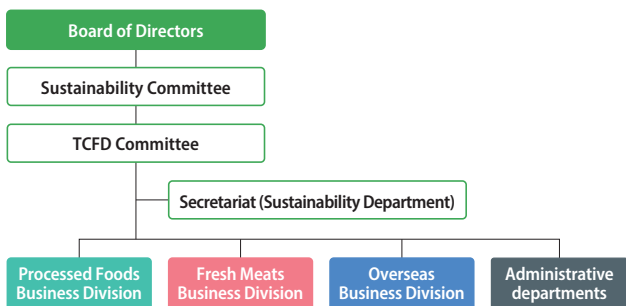 Board of Directors
Sustainability Committee
TCFD Committee
Secretariat (Sustainability Department)
Processed Foods
Business Division
Fresh Meats
Business Division
Overseas
Business Division
Administrative
departments